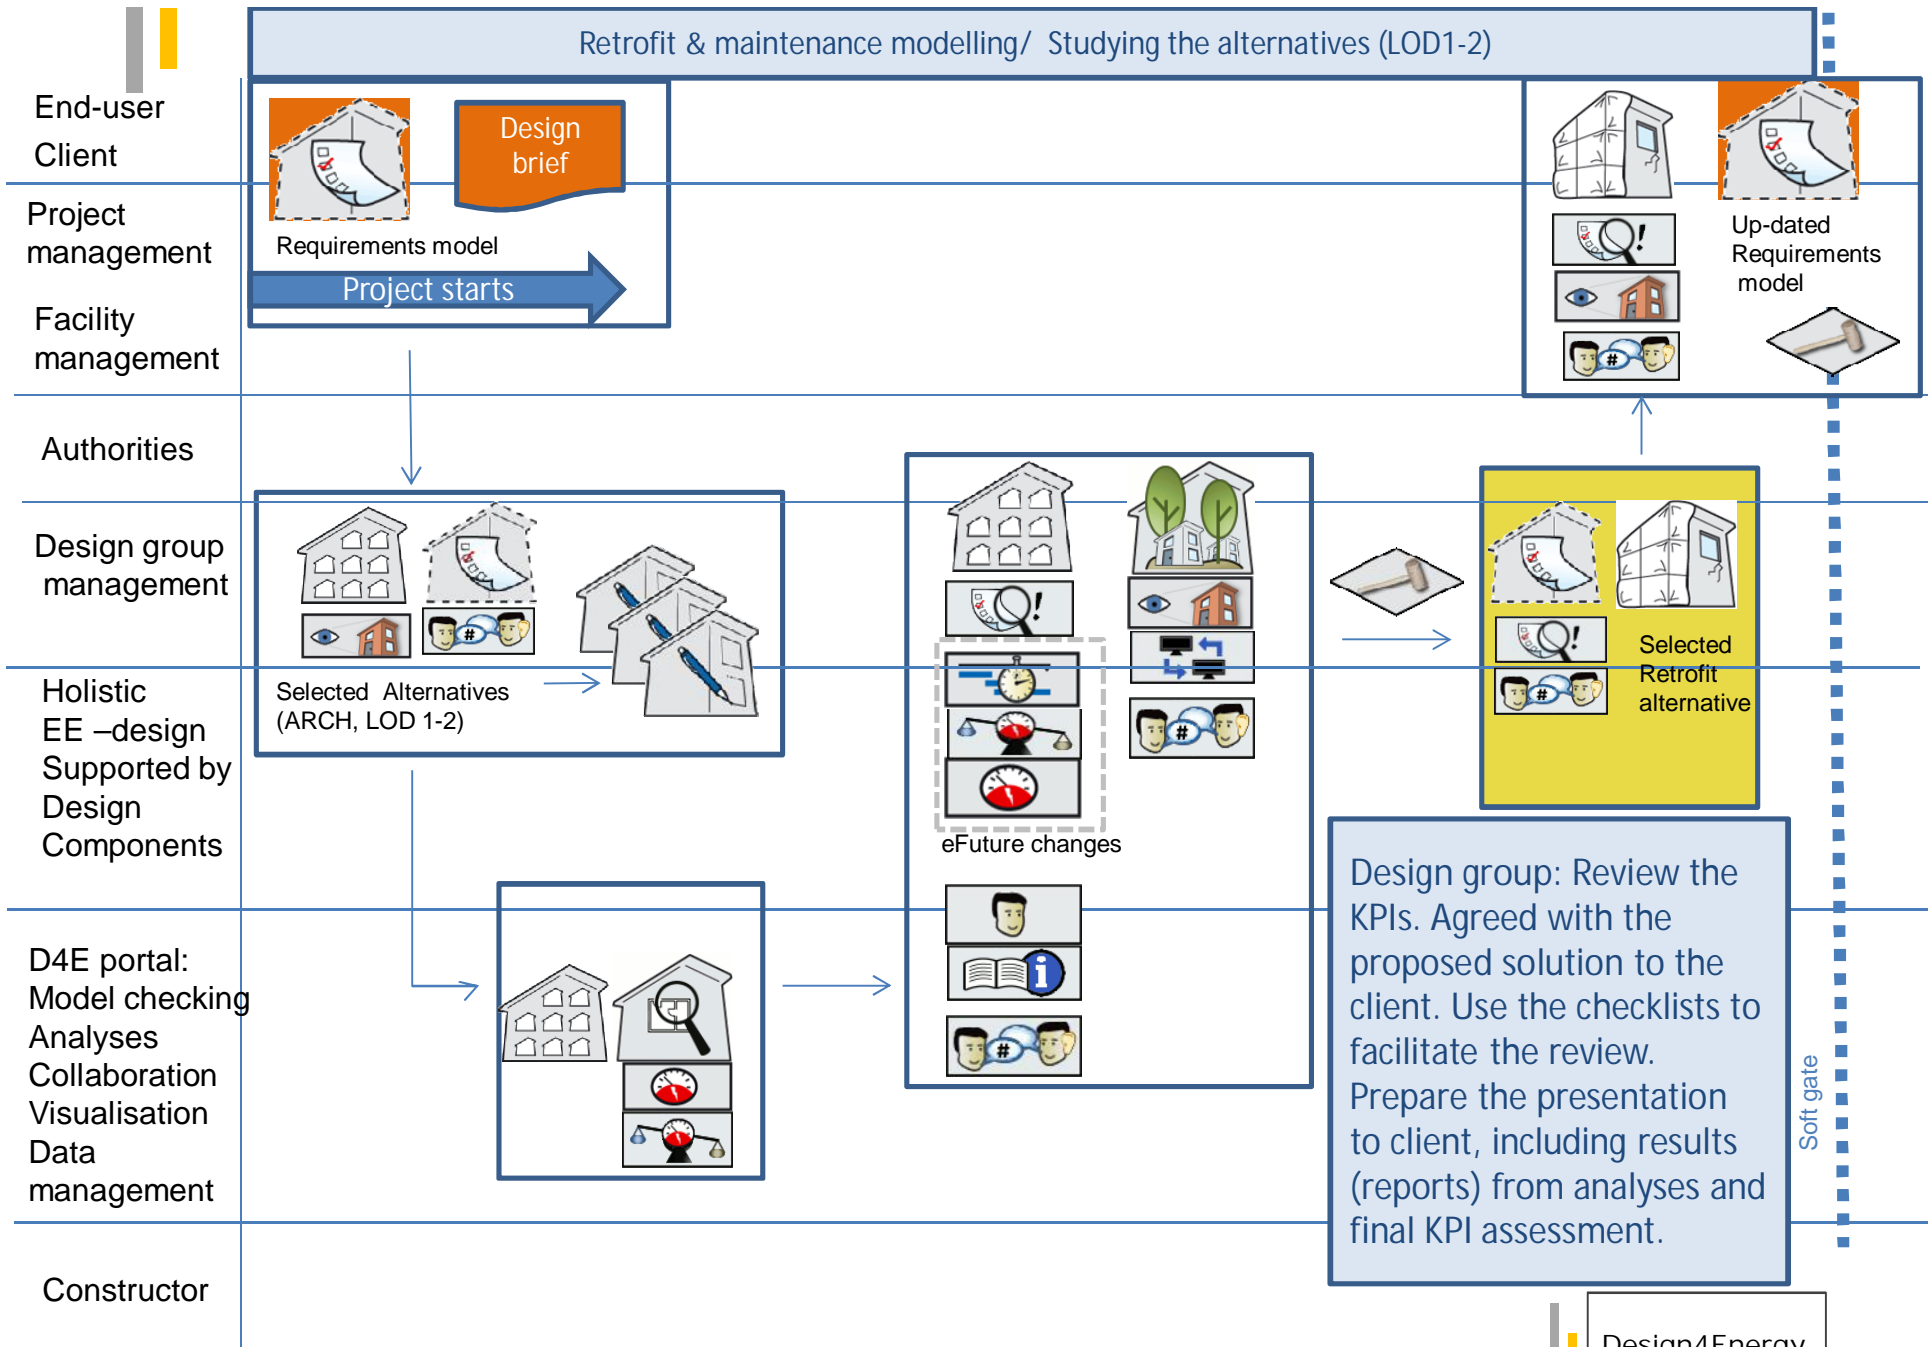 Retrofit & maintenance modelling/ Studying the alternatives (LOD1-2)
End-user
Client
Design
brief
Project
management
Requirements model
Project starts
Up-dated
Requirements
model
!
Facility
management
#
Authorities
Design group
management
#
!
!
#
Selected
Retrofit
alternative
Holistic
EE –design
Supported by
Design
Components
Selected Alternatives
(ARCH, LOD 1-2)
#
eFuture changes
D4E portal:
Model checking
Analyses
Collaboration
Visualisation
Data
management
i
#
Design group: Review the
KPIs. Agreed with the
proposed solution to the
client. Use the checklists to
facilitate the review.
Prepare the presentation
to client, including results
(reports) from analyses and
final KPI assessment.
Soft gate
Constructor
Design4Energy